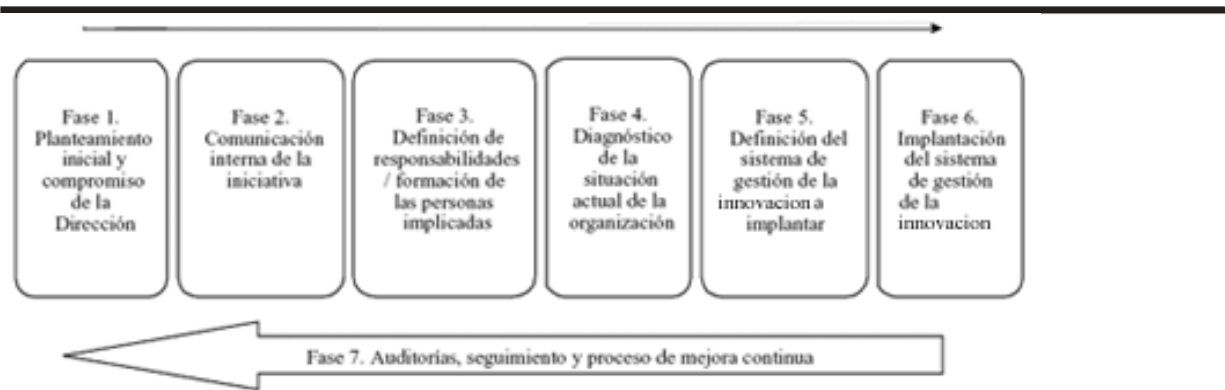 Fase 1.
Planteamiento
inicial y
compromiso
de la
Dirección
Fase 2.
Comunicación
interna de la
iniciativa
Fase 3.
Definición de
responsabilidades
/ formación de
las personas
implicadas
Fase 4.
Diagnóstico
de la
situación
actual de la
organización
Fase 5.
Definición del
sistema de
gestión de la
innovacion a
implantar
Fase 6.
Implantación
del sistema
de gestión
de la
innovacion
Fase 7. Auditorías, seguimiento y proceso de mejora continua